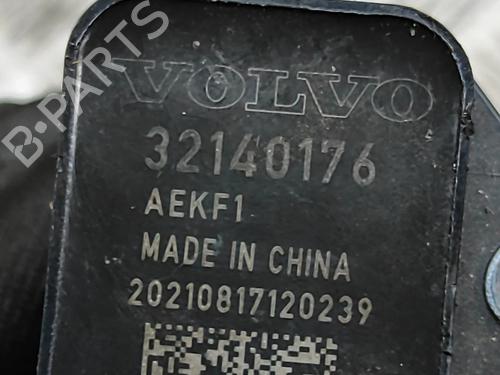 B-PARTS
VOLVO
32140176
AEKF1
MADE IN CHINA
20210817120239